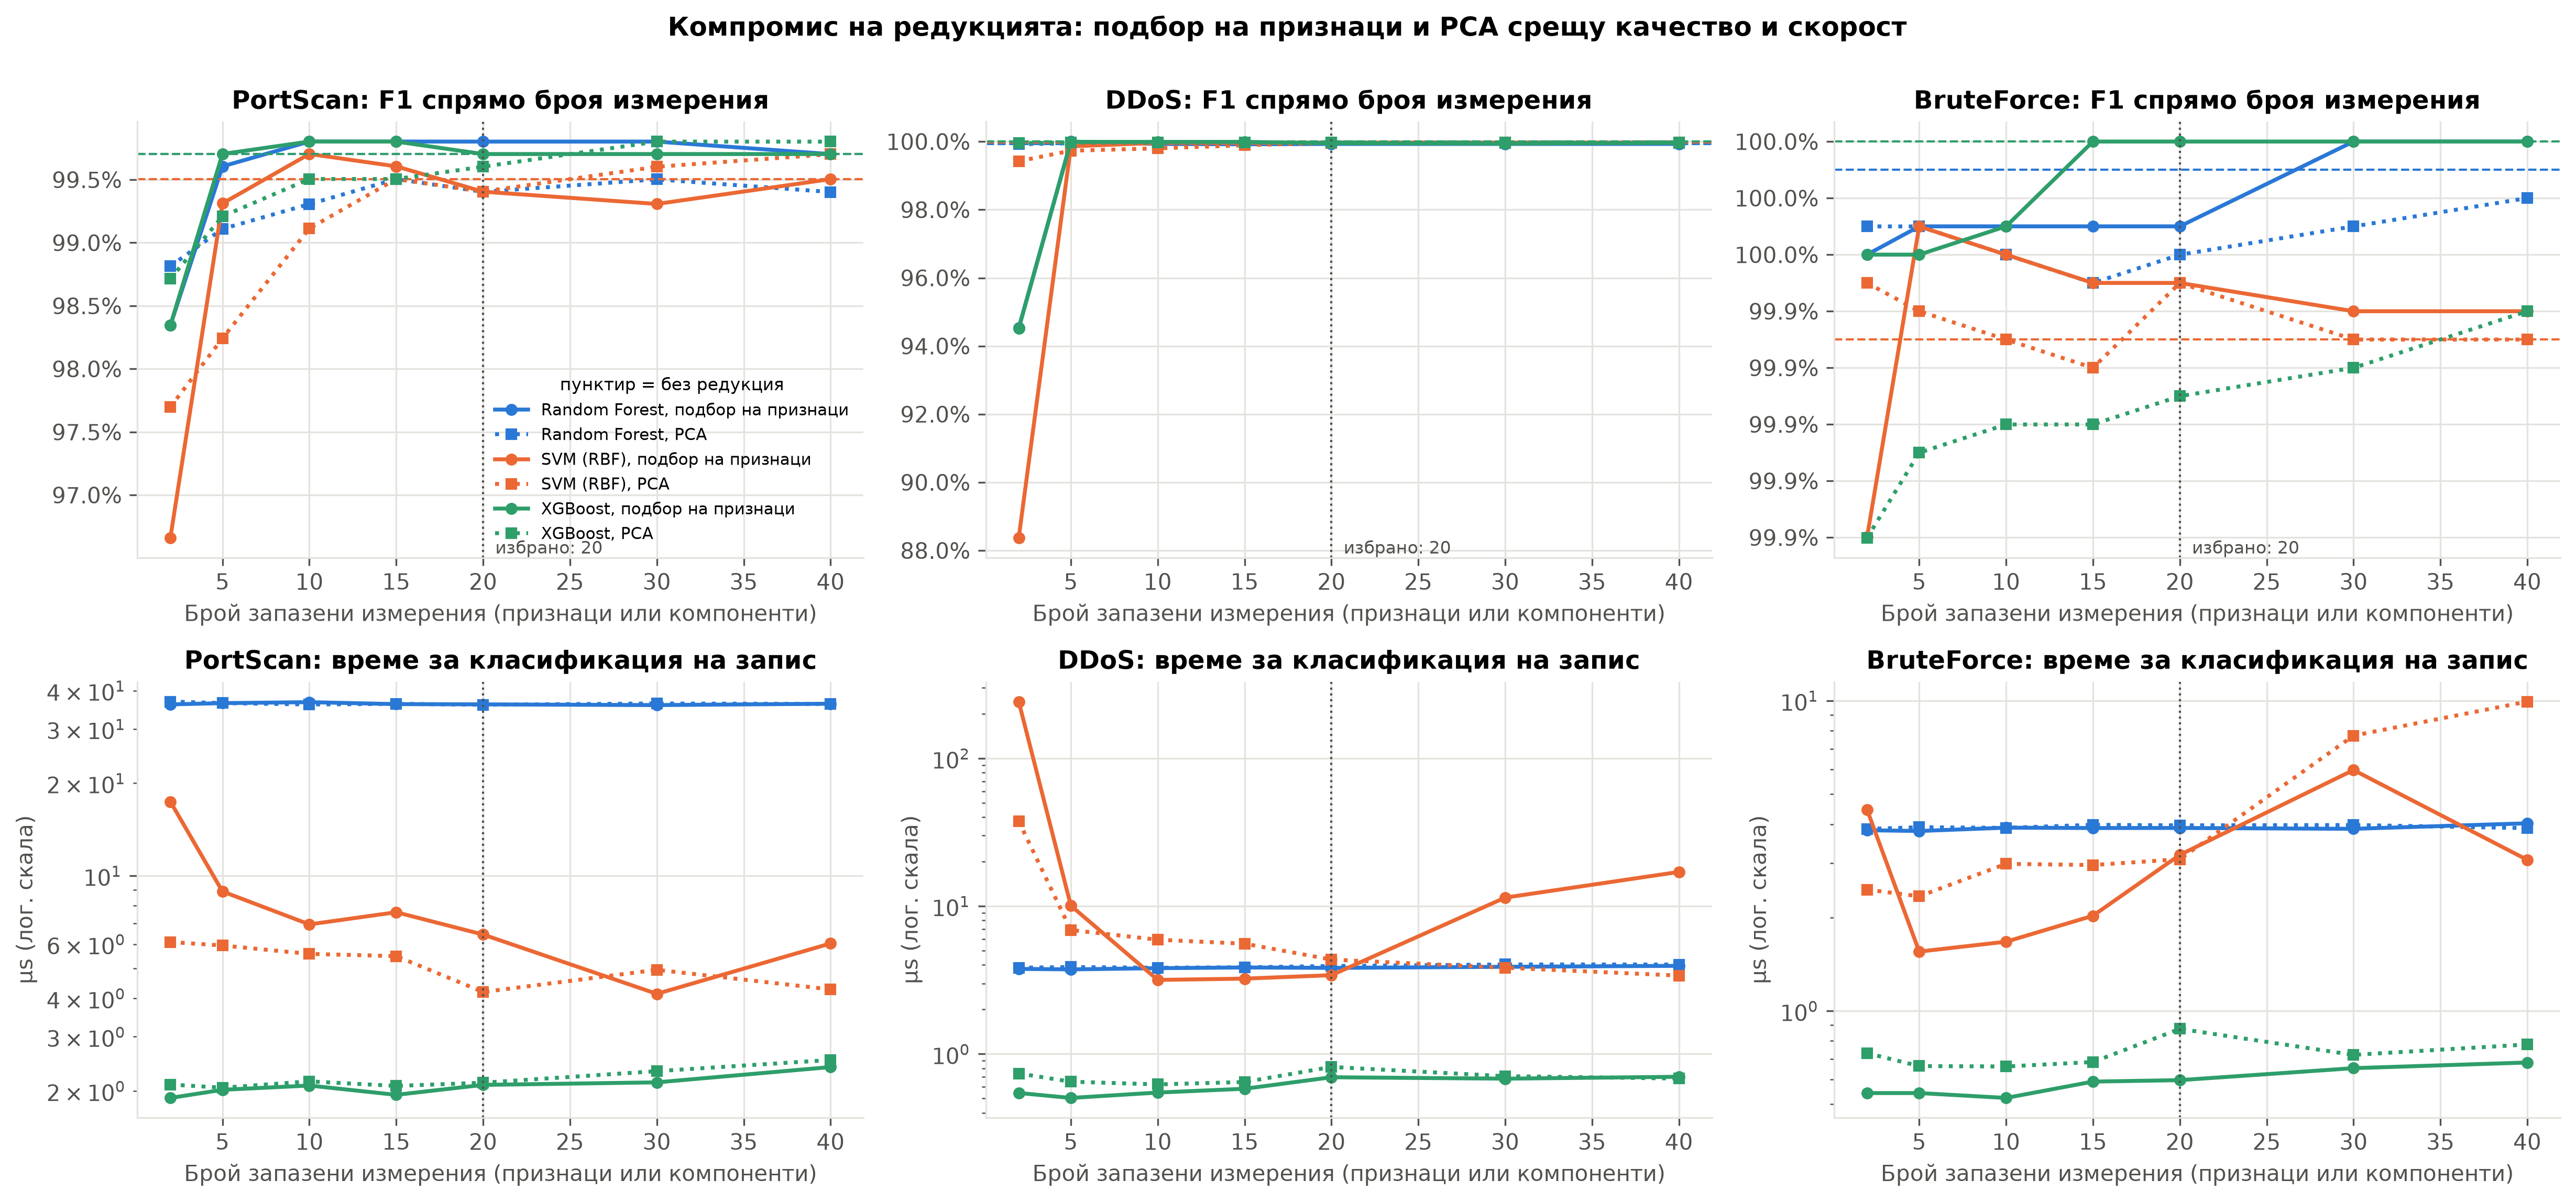 Компромис на редукцията: подбор на признаци и PCA срещу качество и скорост
PortScan: F1 спрямо броя измерения
99.5%
99.0%
98.5%
98.0%
97.5%
97.0%
пунктир = без редукция
Random Forest, подбор на признаци
Random Forest, PCA
SVM (RBF), подбор на признаци
SVM (RBF), PCA
XGBoost, подбор на признаци
XGBoost, PCA
избрано: 20
5 10 15 20 25 30 35 40
Брой запазени измерения (признаци или компоненти)
DDoS: F1 спрямо броя измерения
100.0%
98.0%
96.0%
94.0%
92.0%
90.0%
88.0%
избрано: 20
5 10 15 20 25 30 35 40
Брой запазени измерения (признаци или компоненти)
BruteForce: F1 спрямо броя измерения
100.0%
100.0%
100.0%
99.9%
99.9%
99.9%
99.9%
99.9%
избрано: 20
5 10 15 20 25 30 35 40
Брой запазени измерения (признаци или компоненти)
PortScan: време за класификация на запис
µs (лог. скала)
4 × 10¹
3 × 10¹
2 × 10¹
10¹
6 × 10⁰
4 × 10⁰
3 × 10⁰
2 × 10⁰
5 10 15 20 25 30 35 40
Брой запазени измерения (признаци или компоненти)
DDoS: време за класификация на запис
µs (лог. скала)
10²
10¹
10⁰
5 10 15 20 25 30 35 40
Брой запазени измерения (признаци или компоненти)
BruteForce: време за класификация на запис
µs (лог. скала)
10¹
10⁰
5 10 15 20 25 30 35 40
Брой запазени измерения (признаци или компоненти)